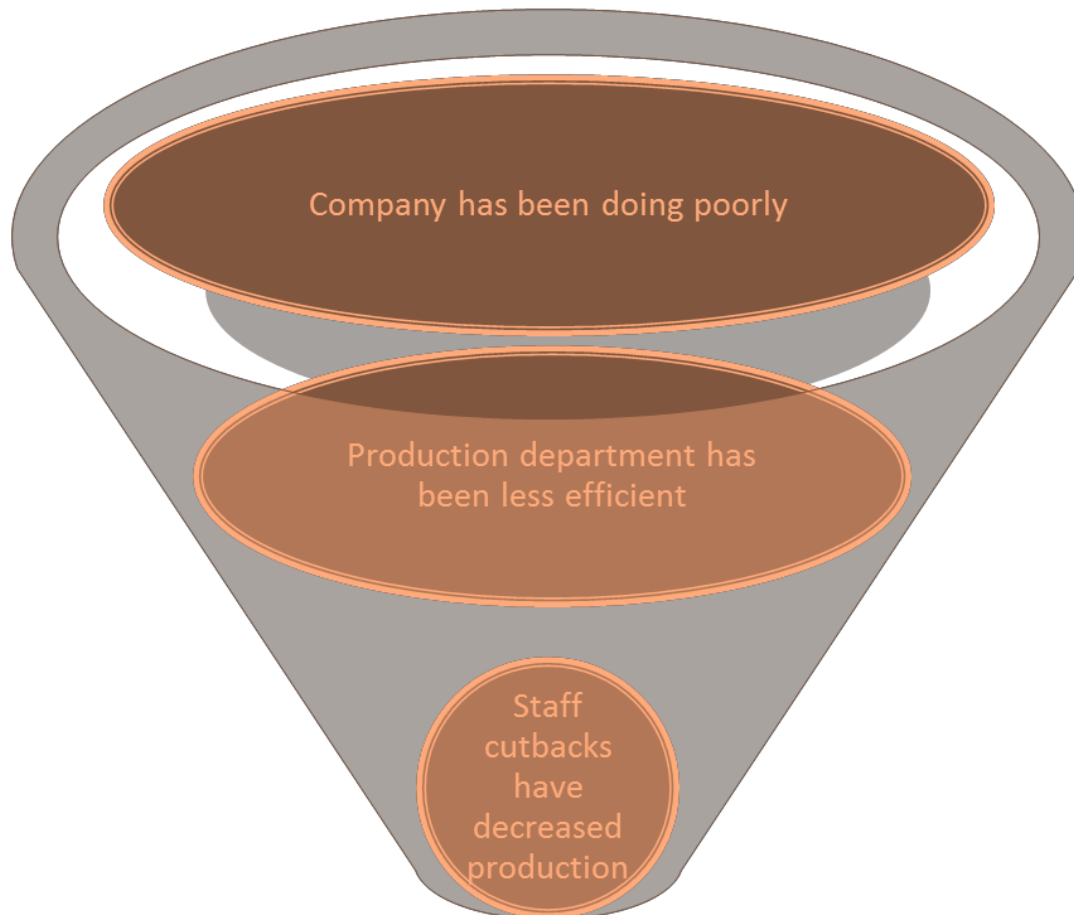 Company has been doing poorly
Production department has
been less efficient
Staff
cutbacks
have
decreased
production